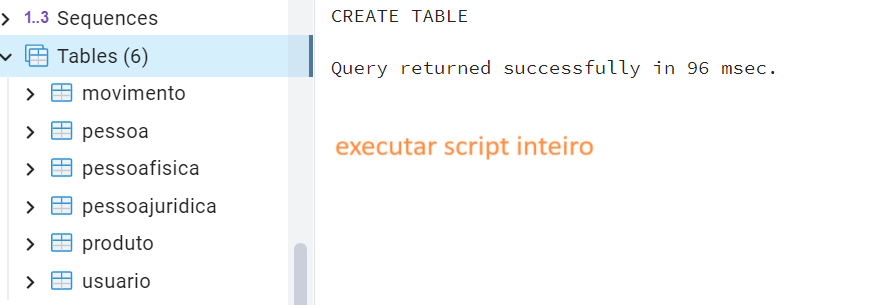 1..3 Sequences
Tables (6)
movimento
pessoa
pessoafisica
pessoajuridica
produto
usuario
CREATE TABLE
Query returned successfully in 96 msec.
executar script inteiro